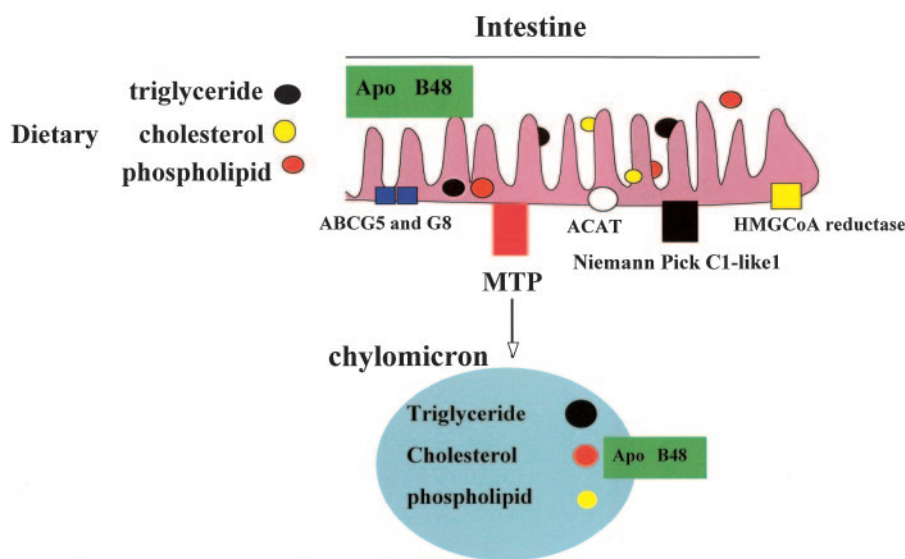 Intestine
Apo B48
triglyceride
Dietary cholesterol
phospholipid
ABCG5 and G8
ACAT
HMGCoA reductase
Niemann Pick C1-like1
MTP
chylomicron
Triglyceride
Cholesterol
Apo B48
phospholipid